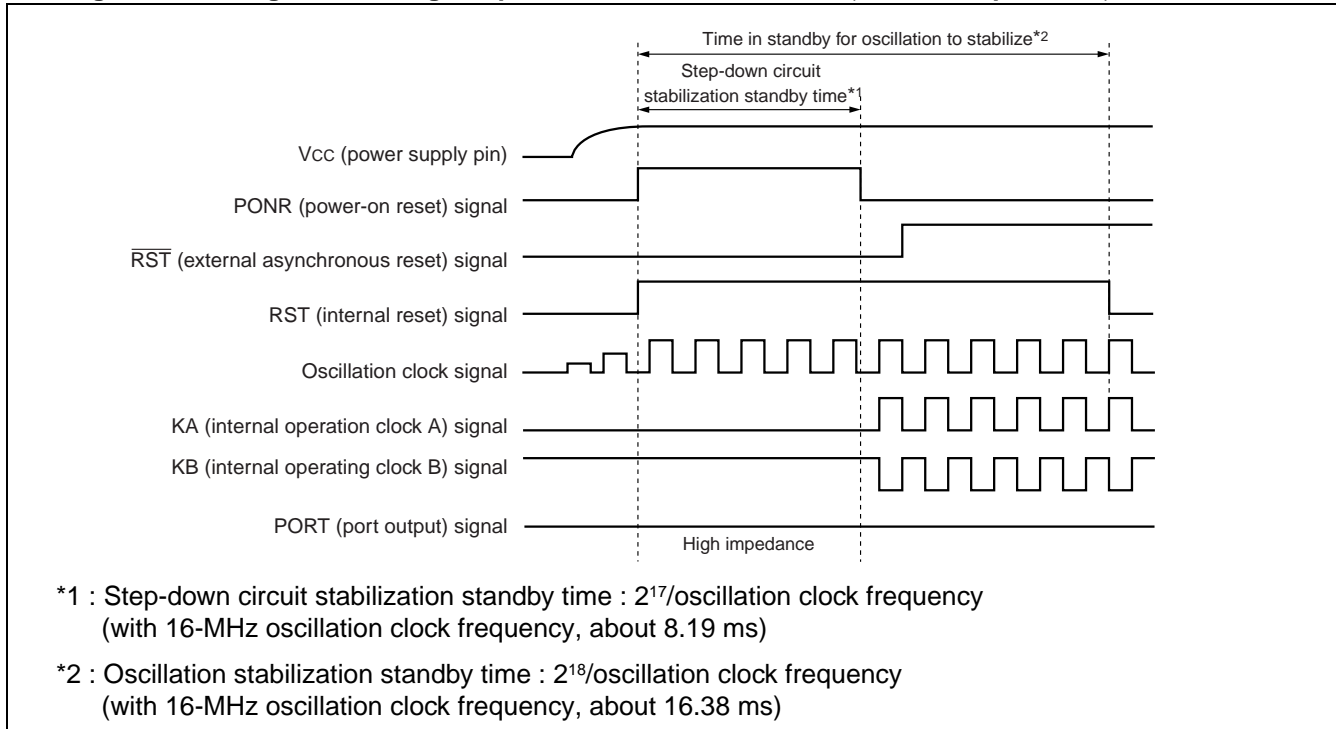 Time in standby for oscillation to stabilize*2
Step-down circuit
stabilization standby time*1
Vcc (power supply pin)
PONR (power-on reset) signal
RST (external asynchronous reset) signal
RST (internal reset) signal
Oscillation clock signal
KA (internal operation clock A) signal
KB (internal operating clock B) signal
PORT (port output) signal
High impedance
*1 : Step-down circuit stabilization standby time : 2¹⁷/oscillation clock frequency
(with 16-MHz oscillation clock frequency, about 8.19 ms)
*2 : Oscillation stabilization standby time : 2¹⁸/oscillation clock frequency
(with 16-MHz oscillation clock frequency, about 16.38 ms)